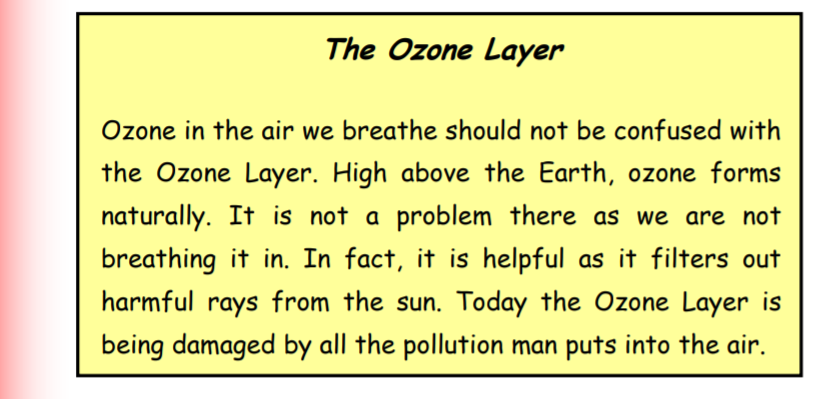 The Ozone Layer
Ozone in the air we breathe should not be confused with
the Ozone Layer. High above the Earth, ozone forms
naturally. It is not a problem there as we are not
breathing it in. In fact, it is helpful as it filters out
harmful rays from the sun. Today the Ozone Layer is
being damaged by all the pollution man puts into the air.